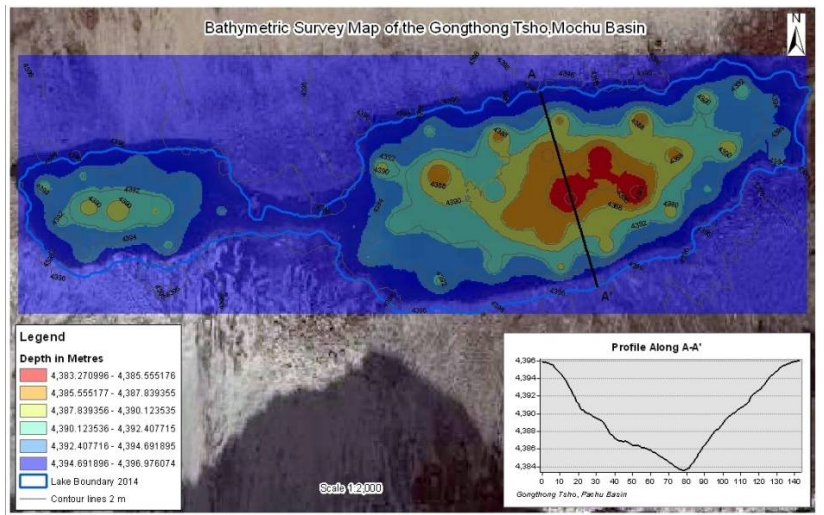 Bathymetric Survey Map of the Gongthong Tsho,Mochu Basin
N
A
A'
Legend
Depth in Metres
4,383.270996 - 4,385.555176
4,385.555177 - 4,387.839355
4,387.839356 - 4,390.123535
4,390.123536 - 4,392.407715
4,392.407716 - 4,394.691895
4,394.691896 - 4,396.976074
Lake Boundary 2014
Contour lines 2 m
Scale 1:2,000
Profile Along A-A'
4,396
4,394
4,392
4,390
4,388
4,386
4,384
0 10 20 30 40 50 60 70 80 90 100 110 120 130 140
Gongthong Tsho, Pachu Basin